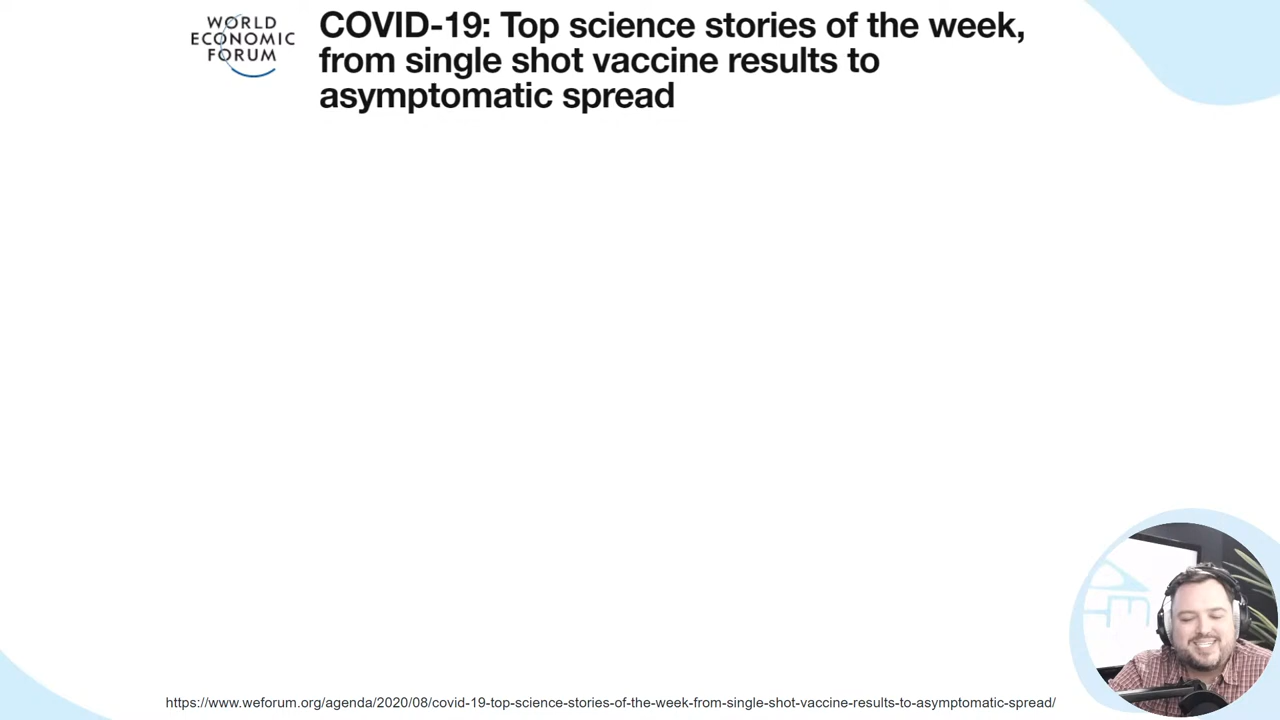 WORLD
ECONOMIC
FORUM
COVID-19: Top science stories of the week,
from single shot vaccine results to
asymptomatic spread
https://www.weforum.org/agenda/2020/08/covid-19-top-science-stories-of-the-week-from-single-shot-vaccine-results-to-asymptomatic-spread/